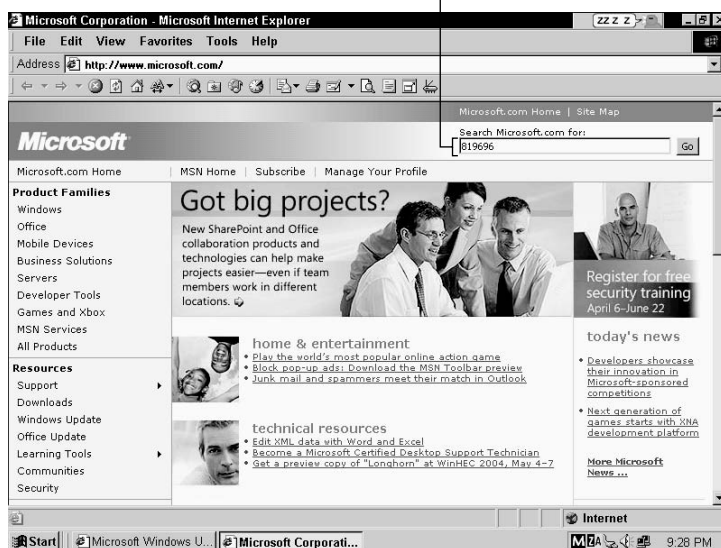 Microsoft Corporation - Microsoft Internet Explorer
zz z z
File Edit View Favorites Tools Help
Address http://www.microsoft.com/
Microsoft.com Home | Site Map
Microsoft
Search Microsoft.com for:
819696
Go
Microsoft.com Home | MSN Home | Subscribe | Manage Your Profile
Product Families
Windows
Office
Mobile Devices
Business Solutions
Servers
Developer Tools
Games and Xbox
MSN Services
All Products
Resources
Support
Downloads
Windows Update
Office Update
Learning Tools
Communities
Security
Got big projects?
New SharePoint and Office
collaboration products and
technologies can help make
projects easier—even if team
members work in different
locations.
Register for free
security training
April 6–June 22
home & entertainment
• Play the world's most popular online action game
• Block pop-up ads: Download the MSN Toolbar preview
• Junk mail and spammers meet their match in Outlook
technical resources
• Edit XML data with Word and Excel
• Become a Microsoft Certified Desktop Support Technician
• Get a preview copy of "Longhorn" at WinHEC 2004, May 4-7
today's news
• Developers showcase
their innovation in
Microsoft-sponsored
competitions
• Next generation of
games starts with XNA
development platform
More Microsoft
News ...
Internet
Start
Microsoft Windows U...
Microsoft Corporati...
9:28 PM